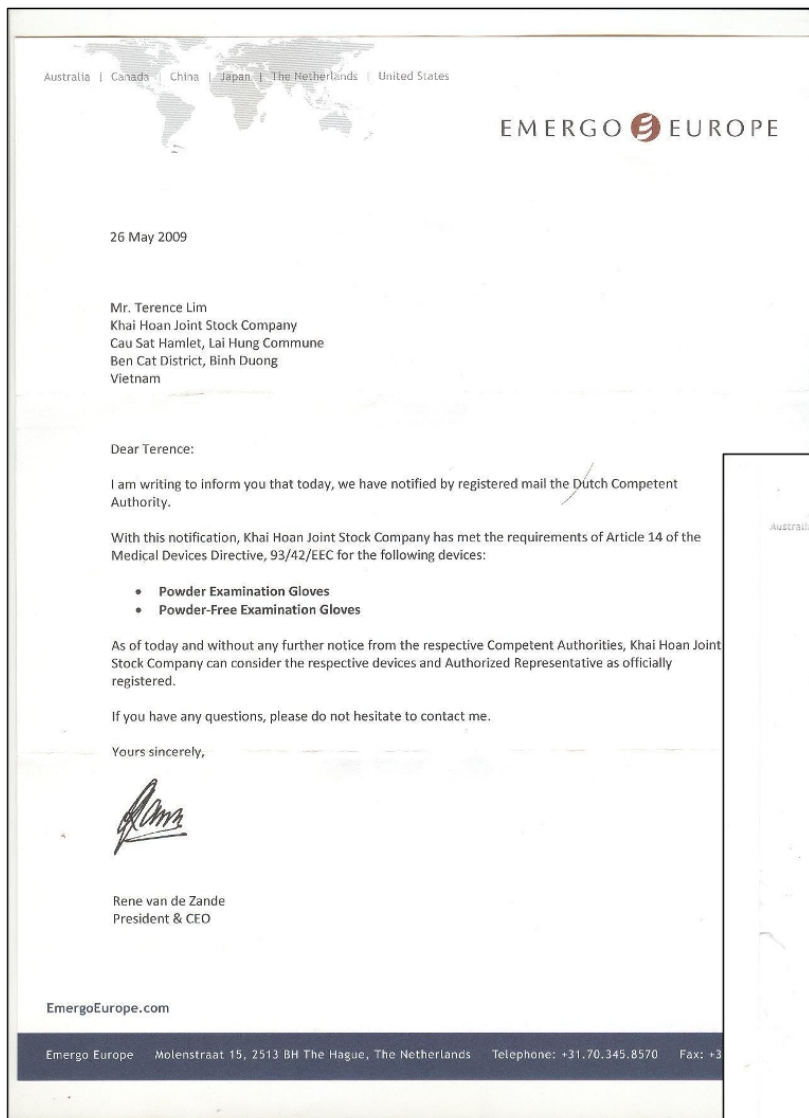 Australia | Canada | China | Japan | The Netherlands | United States
EMERGO EUROPE
26 May 2009
Mr. Terence Lim
Khai Hoan Joint Stock Company
Cau Sat Hamlet, Lai Hung Commune
Ben Cat District, Binh Duong
Vietnam
Dear Terence:
I am writing to inform you that today, we have notified by registered mail the Dutch Competent
Authority.
With this notification, Khai Hoan Joint Stock Company has met the requirements of Article 14 of the
Medical Devices Directive, 93/42/EEC for the following devices:
• Powder Examination Gloves
• Powder-Free Examination Gloves
As of today and without any further notice from the respective Competent Authorities, Khai Hoan Joint
Stock Company can consider the respective devices and Authorized Representative as officially
registered.
If you have any questions, please do not hesitate to contact me.
Yours sincerely,
Rene van de Zande
President & CEO
EmergoEurope.com
Emergo Europe Molenstraat 15, 2513 BH The Hague, The Netherlands Telephone: +31.70.345.8570 Fax: +3